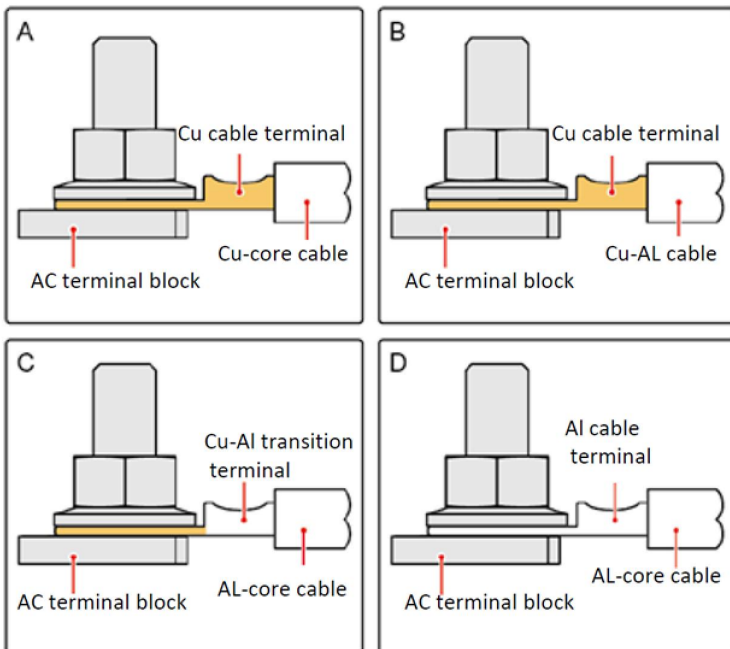 A
Cu cable terminal
Cu-core cable
AC terminal block
B
Cu cable terminal
Cu-AL cable
AC terminal block
C
Cu-Al transition
terminal
AL-core cable
AC terminal block
D
Al cable
terminal
AL-core cable
AC terminal block